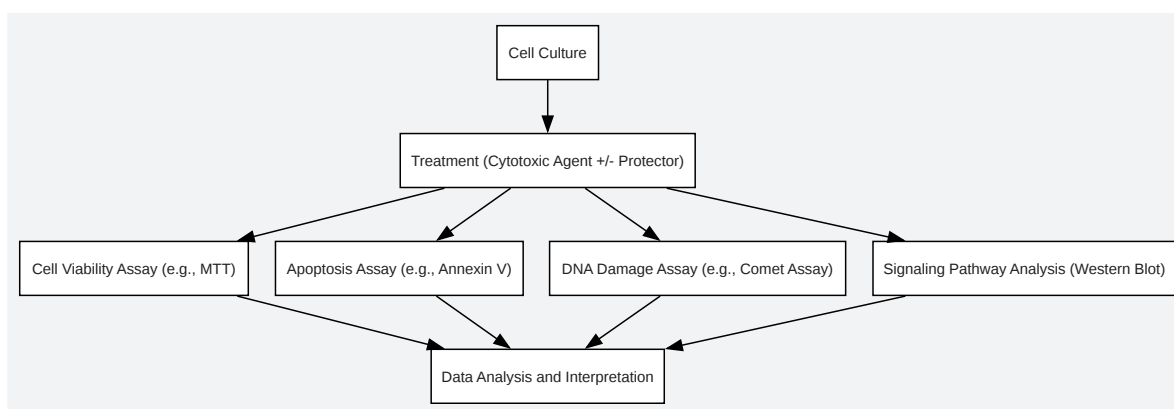 Cell Culture
Treatment (Cytotoxic Agent +/- Protector)
Cell Viability Assay (e.g., MTT)
Apoptosis Assay (e.g., Annexin V)
DNA Damage Assay (e.g., Comet Assay)
Signaling Pathway Analysis (Western Blot)
Data Analysis and Interpretation